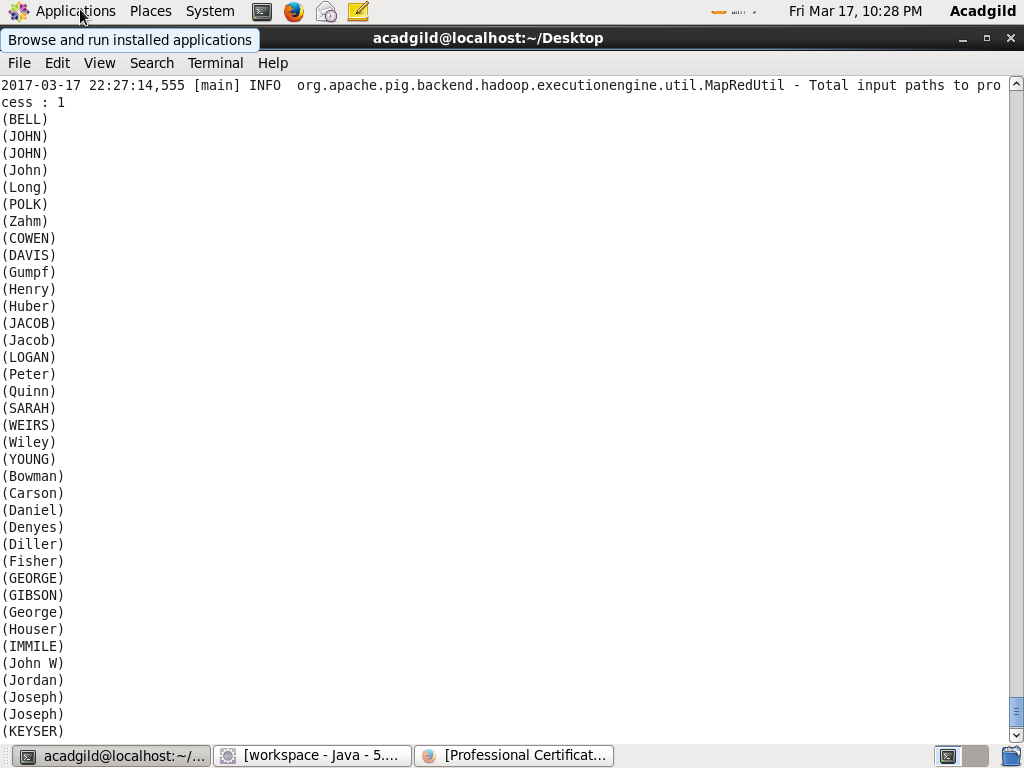 Applications Places System Fri Mar 17, 10:28 PM Acadgild
Browse and run installed applications
acadgild@localhost:~/Desktop
File Edit View Search Terminal Help
2017-03-17 22:27:14,555 [main] INFO  org.apache.pig.backend.hadoop.executionengine.util.MapRedUtil - Total input paths to pro
cess : 1
(BELL)
(JOHN)
(JOHN)
(John)
(Long)
(POLK)
(Zahm)
(COWEN)
(DAVIS)
(Gumpf)
(Henry)
(Huber)
(JACOB)
(Jacob)
(LOGAN)
(Peter)
(Quinn)
(SARAH)
(WEIRS)
(Wiley)
(YOUNG)
(Bowman)
(Carson)
(Daniel)
(Denyes)
(Diller)
(Fisher)
(GEORGE)
(GIBSON)
(George)
(Houser)
(IMMILE)
(John W)
(Jordan)
(Joseph)
(Joseph)
(KEYSER)
acadgild@localhost:~/... [workspace - Java - 5.... [Professional Certificat...